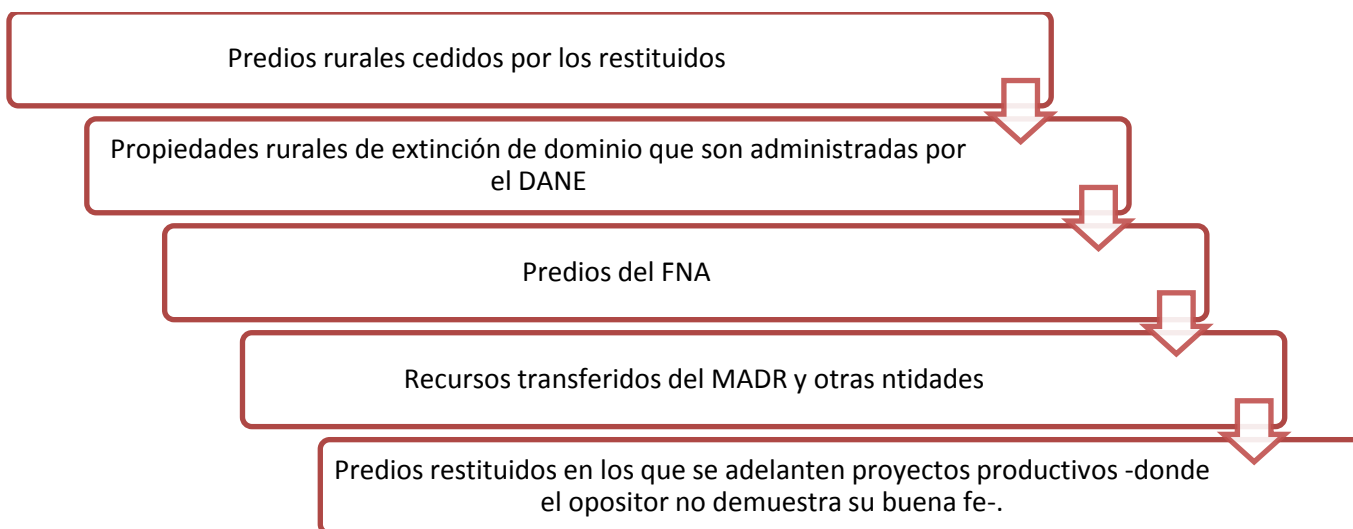 Predios rurales cedidos por los restituidos
Propiedades rurales de extinción de dominio que son administradas por
el DANE
Predios del FNA
Recursos transferidos del MADR y otras ntidades
Predios restituidos en los que se adelanten proyectos productivos -donde
el opositor no demuestra su buena fe-.